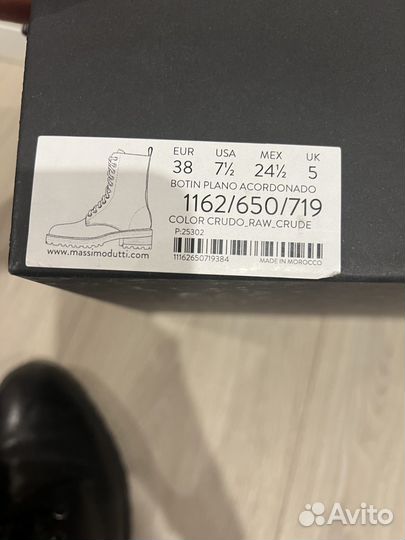 EUR USA MEX UK
38 7½ 24½ 5
BOTIN PLANO ACORDONADO
1162/650/719
COLOR CRUDO_RAW_CRUDE
P:25302
www.massimodutti.com
11162650719384 MADE IN MOROCCO
Avito